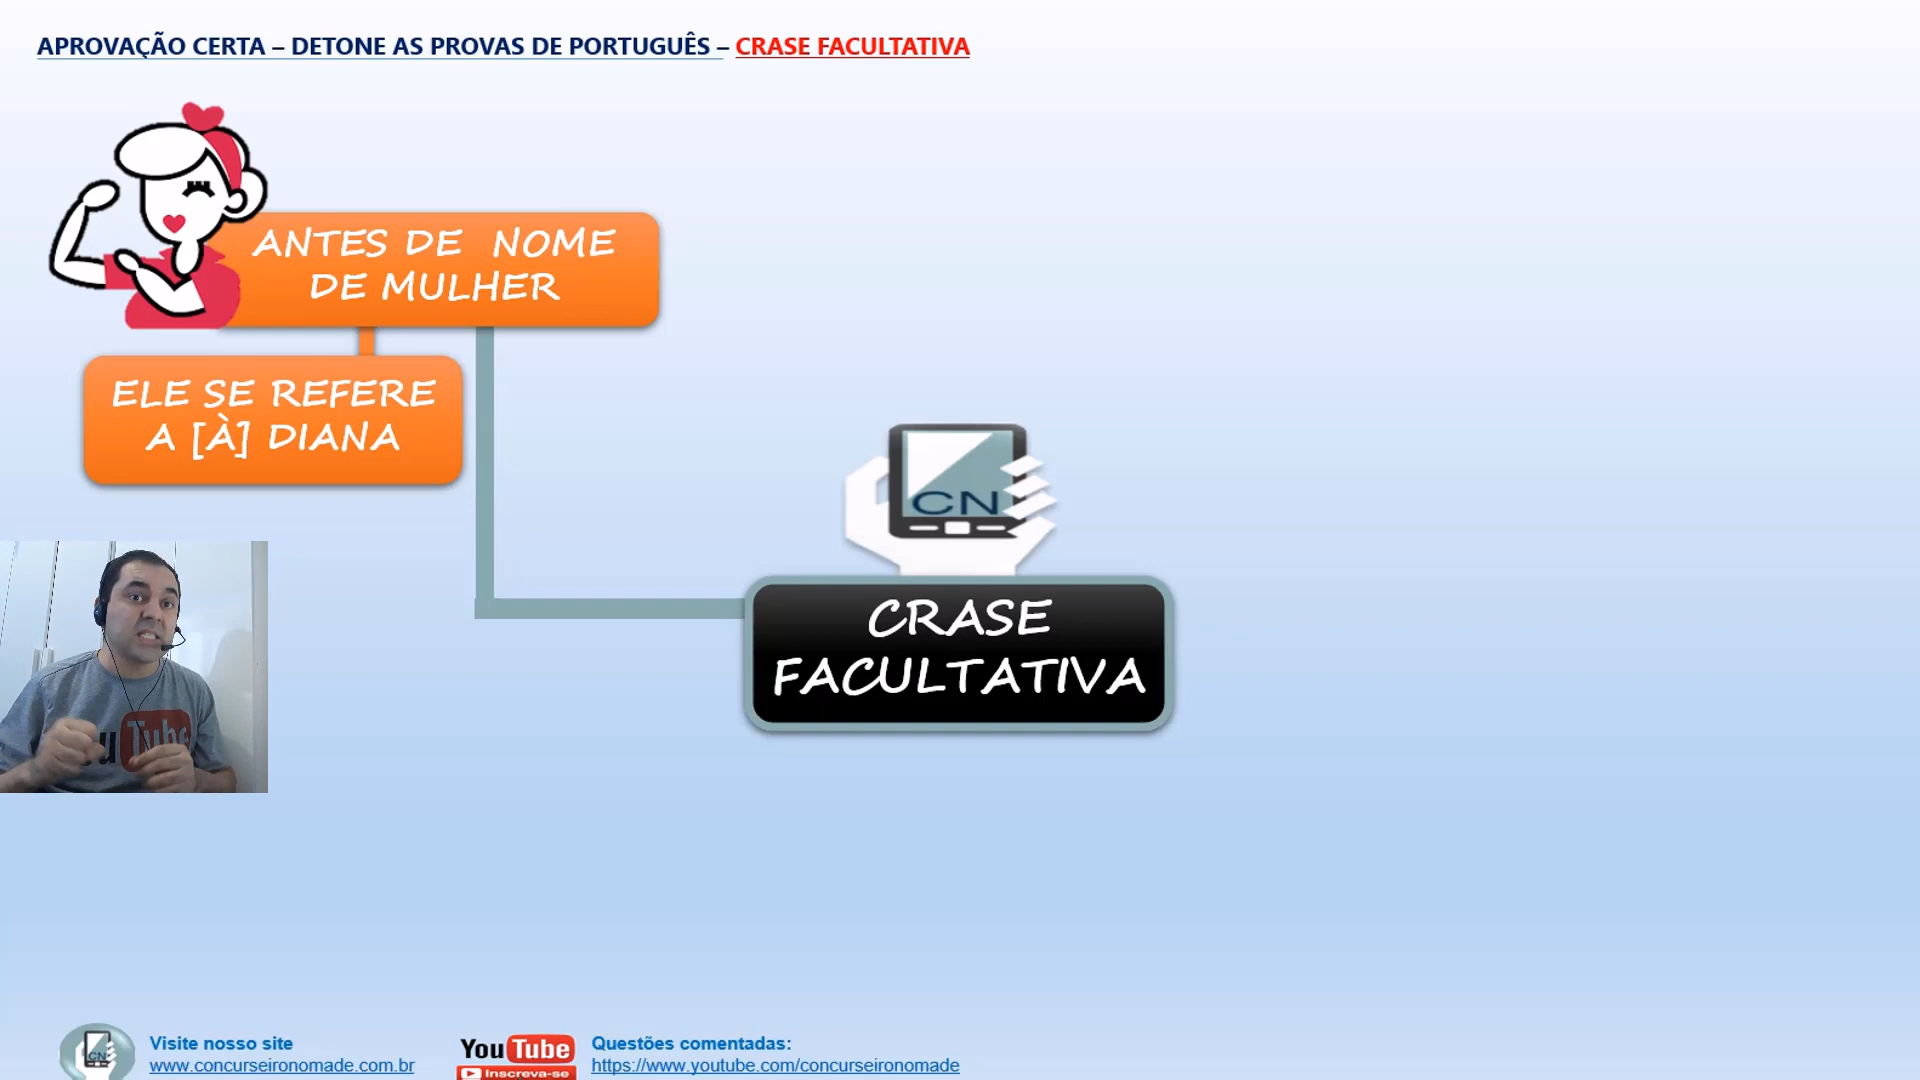 APROVAÇÃO CERTA – DETONE AS PROVAS DE PORTUGUÊS – CRASE FACULTATIVA
ANTES DE NOME
DE MULHER
ELE SE REFERE
A [À] DIANA
CN
CRASE
FACULTATIVA
uTube
CN
Visite nosso site
www.concurseironomade.com.br
YouTube
Inscreva-se
Questões comentadas:
https://www.youtube.com/concurseironomade